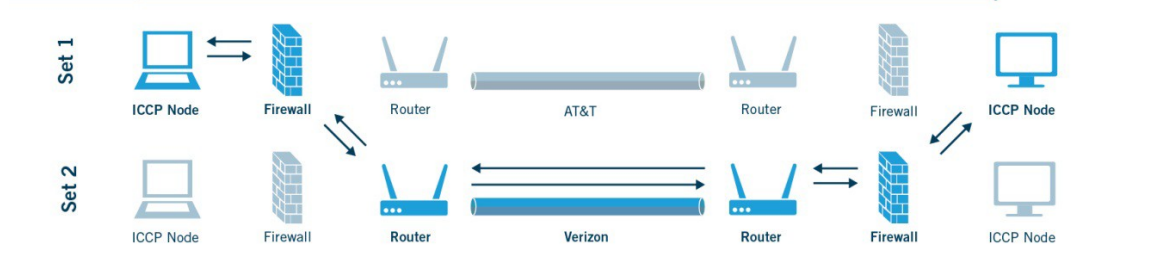 Set 1
ICCP Node Firewall Router AT&T Router Firewall ICCP Node
Set 2
ICCP Node Firewall Router Verizon Router Firewall ICCP Node